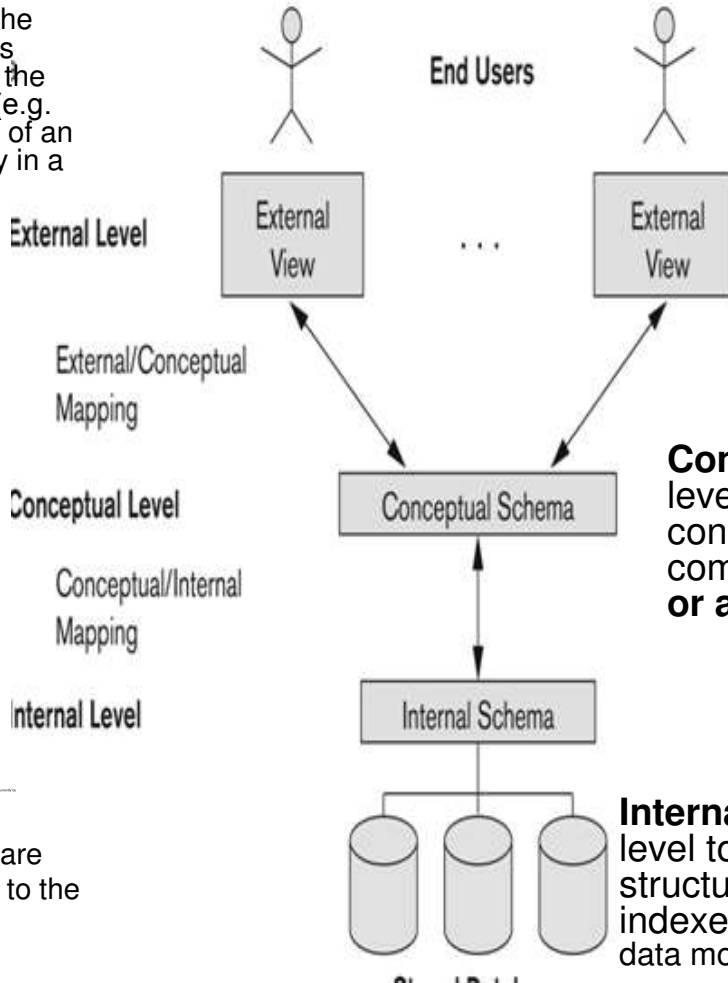 he
s
the
(e.g.
of an
y in a
End Users
External
View
. . .
External
View
External Level
External/Conceptual
Mapping
Conceptual Level
Conceptual Schema
Con
leve
con
com
or a
Conceptual/Internal
Mapping
Internal Level
Internal Schema
are
to the
Interna
level to
structu
indexe
data mo